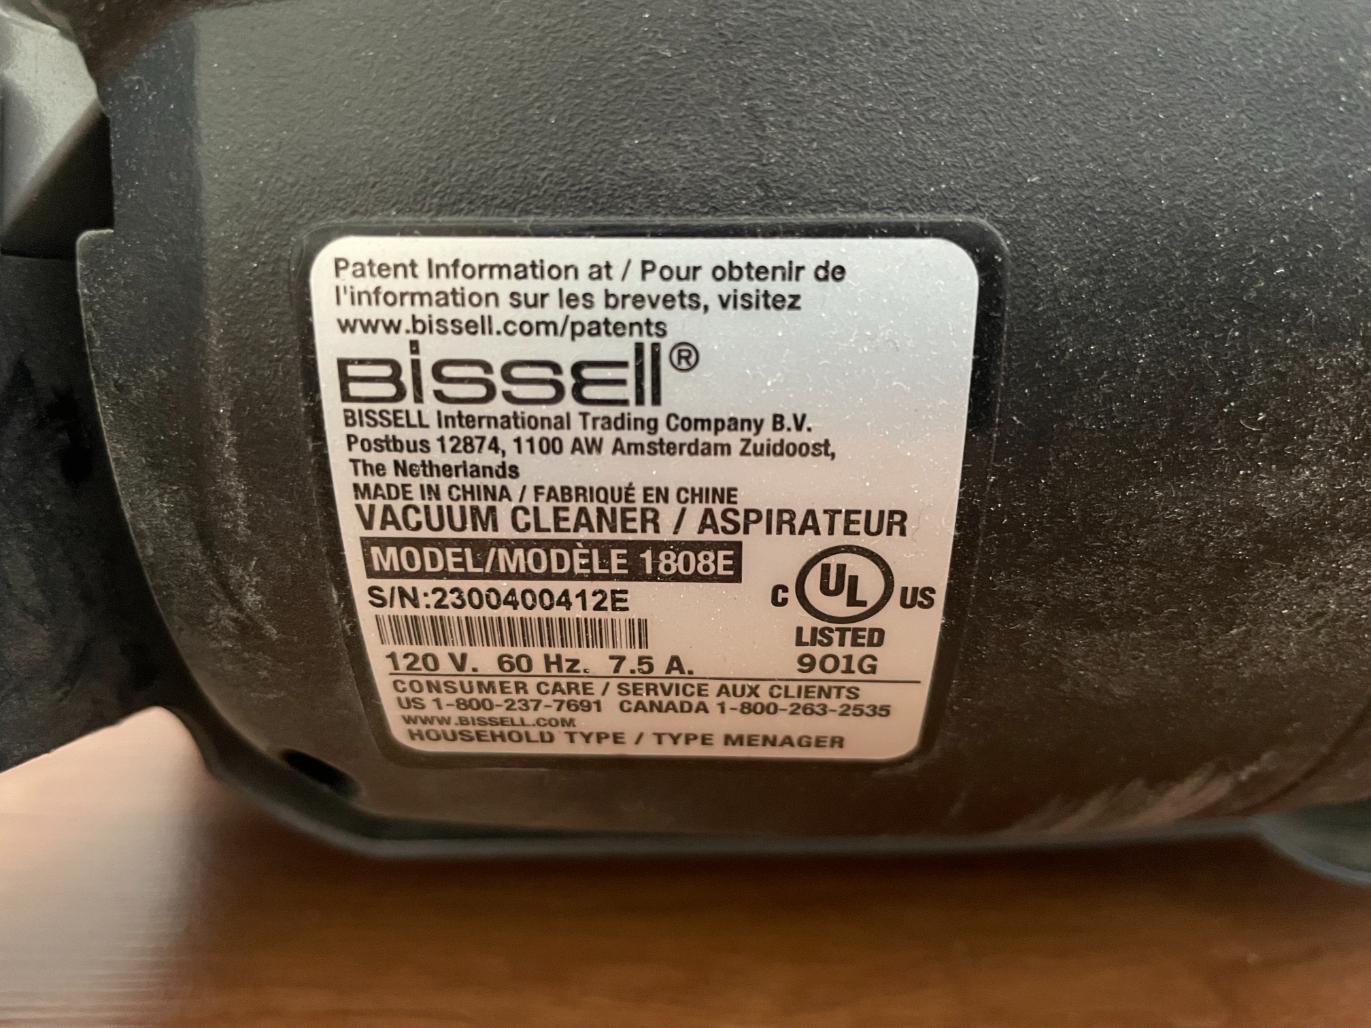 Patent Information at / Pour obtenir de
l'information sur les brevets, visitez
www.bissell.com/patents
BISSELL®
BISSELL International Trading Company B.V.
Postbus 12874, 1100 AW Amsterdam Zuidoost,
The Netherlands
MADE IN CHINA / FABRIQUÉ EN CHINE
VACUUM CLEANER / ASPIRATEUR
MODEL/MODÈLE 1808E
S/N:2300400412E
C UL US
LISTED
120 V. 60 Hz. 7.5 A.
901G
CONSUMER CARE / SERVICE AUX CLIENTS
US 1-800-237-7691 CANADA 1-800-263-2535
WWW.BISSELL.COM
HOUSEHOLD TYPE / TYPE MENAGER